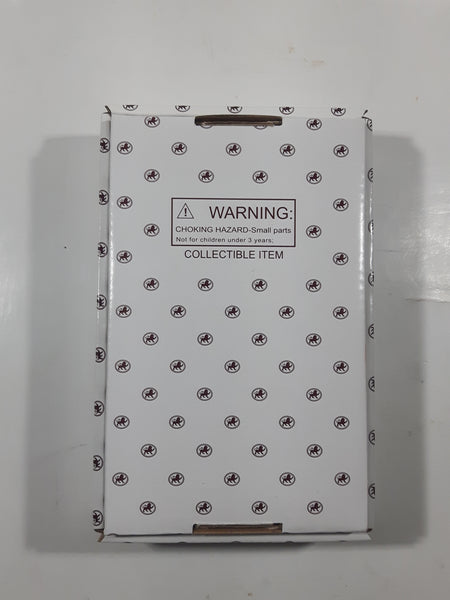 WARNING:
CHOKING HAZARD-Small parts
Not for children under 3 years;
COLLECTIBLE ITEM